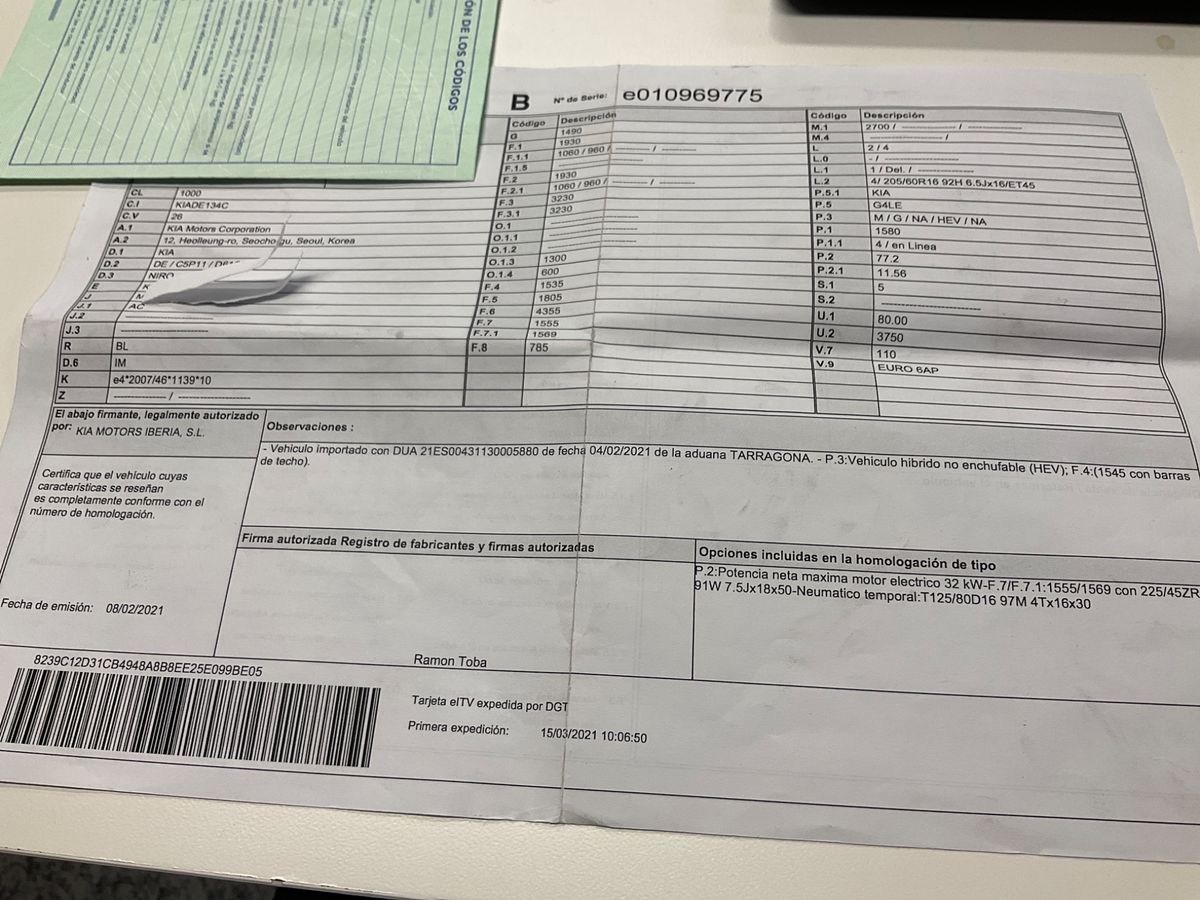 ÓN DE LOS CÓDIGOS
B Nº de Serie: e010969775
CL 1000
C.I KIADE134C
C.V 26
A.1 KIA Motors Corporation
A.2 12, Heolleung-ro, Seocho gu, Seoul, Korea
D.1 KIA
D.2 DE / C5P11 /
D.3 NIRO
E K
J M
J.1 AC
J.2 ---------------
J.3 ---------------
R BL
D.6 IM
K e4*2007/46*1139*10
Z --------------- / ---------------
Código Descripción
G 1490
F.1 1930
F.1.1 1060 / 960 / --------------- / ---------------
F.1.5 ---------------
F.2 1930
F.2.1 1060 / 960 / --------------- / ---------------
F.3 3230
F.3.1 3230
O.1 ---------------
O.1.1 ---------------
O.1.2 ---------------
O.1.3 1300
O.1.4 600
F.4 1535
F.5 1805
F.6 4355
F.7 1555
F.7.1 1569
F.8 785
Código Descripción
M.1 2700 / --------------- / ---------------
M.4 --------------- /
L 2 / 4
L.0 - / ---------------
L.1 1 / Del. / ---------------
L.2 4/ 205/60R16 92H 6.5Jx16/ET45
P.5.1 KIA
P.5 G4LE
P.3 M / G / NA / HEV / NA
P.1 1580
P.1.1 4 / en Linea
P.2 77.2
P.2.1 11.56
S.1 5
S.2 ---------------
U.1 80.00
U.2 3750
V.7 110
V.9 EURO 6AP
El abajo firmante, legalmente autorizado
por: KIA MOTORS IBERIA, S.L.
Certifica que el vehículo cuyas
características se reseñan
es completamente conforme con el
número de homologación.
Fecha de emisión: 08/02/2021
Observaciones :
- Vehiculo importado con DUA 21ES00431130005880 de fecha 04/02/2021 de la aduana TARRAGONA. - P.3:Vehiculo hibrido no enchufable (HEV); F.4:(1545 con barras
de techo).
Firma autorizada Registro de fabricantes y firmas autorizadas
Ramon Toba
Opciones incluidas en la homologación de tipo
P.2:Potencia neta maxima motor electrico 32 kW-F.7/F.7.1:1555/1569 con 225/45ZR
91W 7.5Jx18x50-Neumatico temporal:T125/80D16 97M 4Tx16x30
8239C12D31CB4948A8B8EE25E099BE05
Tarjeta eITV expedida por DGT
Primera expedición: 15/03/2021 10:06:50